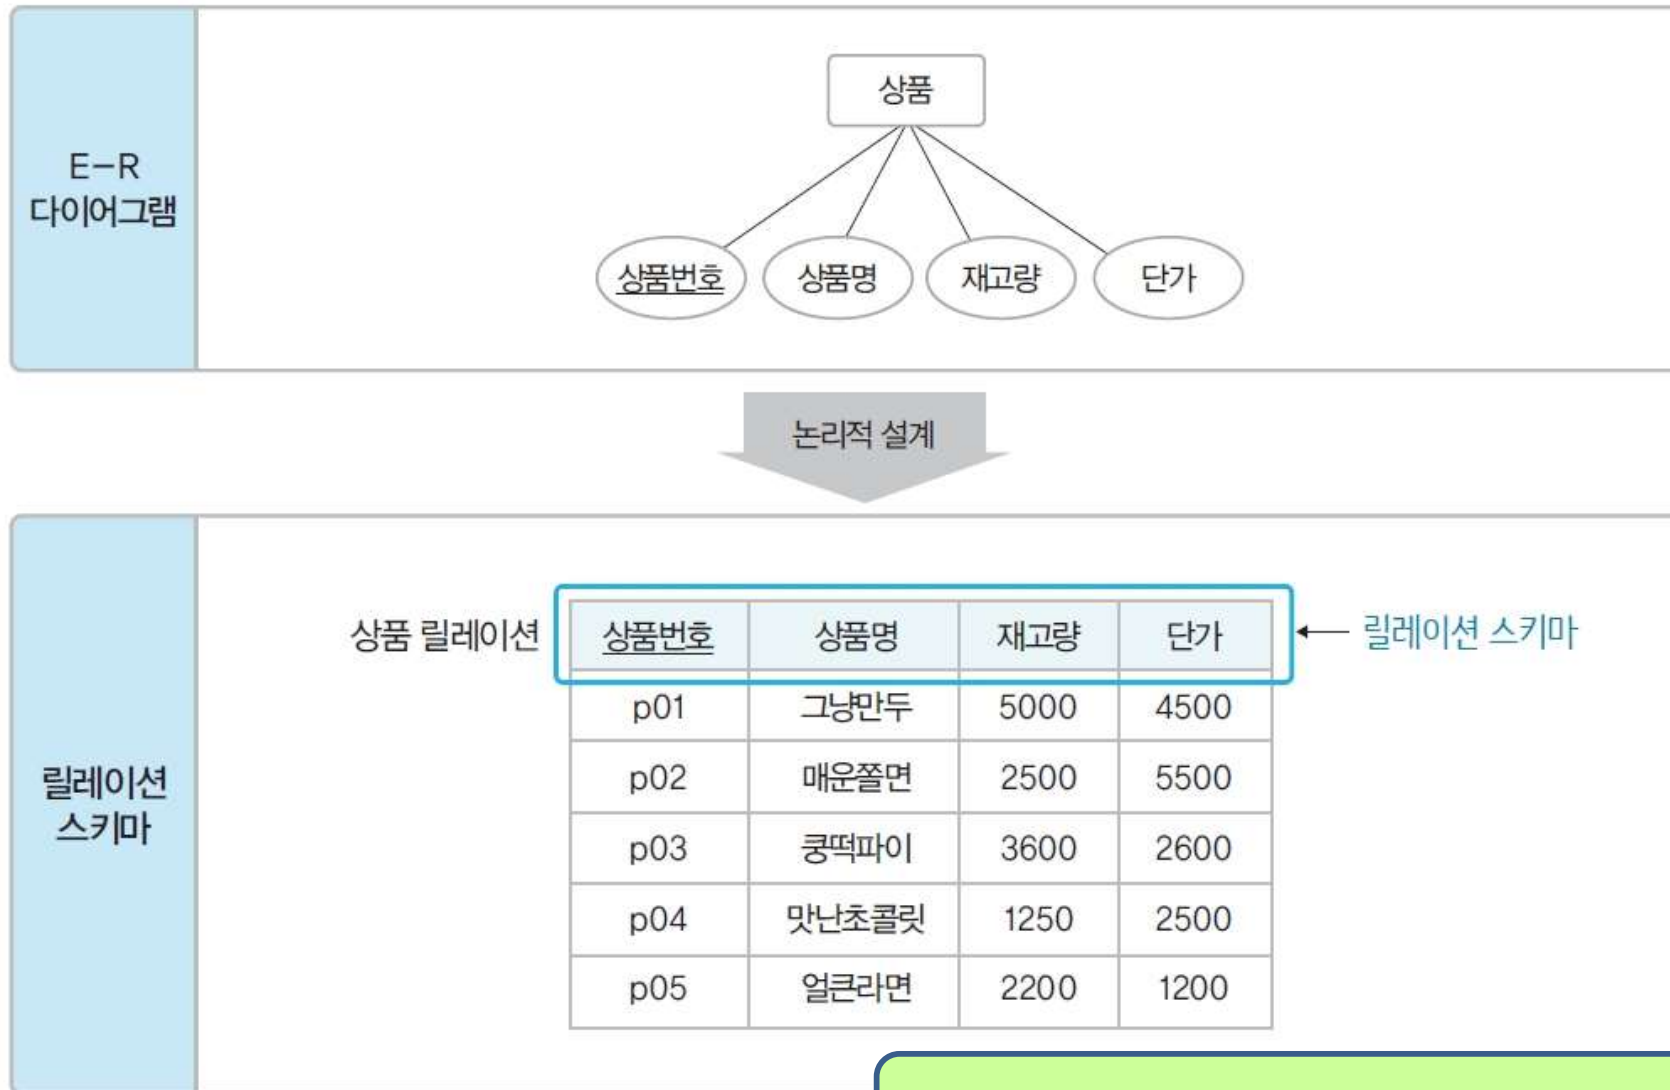 상품
E-R
다이어그램
상품번호 상품명 재고량 단가
논리적 설계
상품 릴레이션 상품번호 상품명 재고량 단가 ← 릴레이션 스키마
p01 그냥만두 5000 4500
릴레이션
스키마
p02 매운쫄면 2500 5500
p03 쿵떡파이 3600 2600
p04 맛난초콜릿 1250 2500
p05 얼큰라면 2200 1200